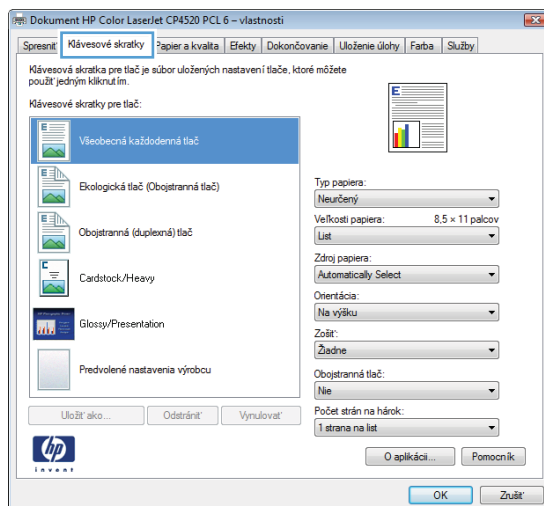 Dokument HP Color LaserJet CP4520 PCL 6 – vlastnosti
Spresniť Klávesové skratky Papier a kvalita Efekty Dokončovanie Uloženie úlohy Farba Služby
Klávesová skratka pre tlač je súbor uložených nastavení tlače, ktoré môžete
použiť jedným kliknutím.
Klávesové skratky pre tlač:
Všeobecná každodenná tlač
Ekologická tlač (Obojstranná tlač)
Obojstranná (duplexná) tlač
Cardstock/Heavy
Glossy/Presentation
Predvolené nastavenia výrobcu
Uložiť ako... Odstrániť Vynulovať
hp
invent
E
Typ papiera:
Neurčený
Veľkosti papiera: 8,5 × 11 palcov
List
Zdroj papiera:
Automatically Select
Orientácia:
Na výšku
Zošiť:
Žiadne
Obojstranná tlač:
Nie
Počet strán na hárok:
1 strana na list
O aplikácii... Pomocník
OK Zrušiť